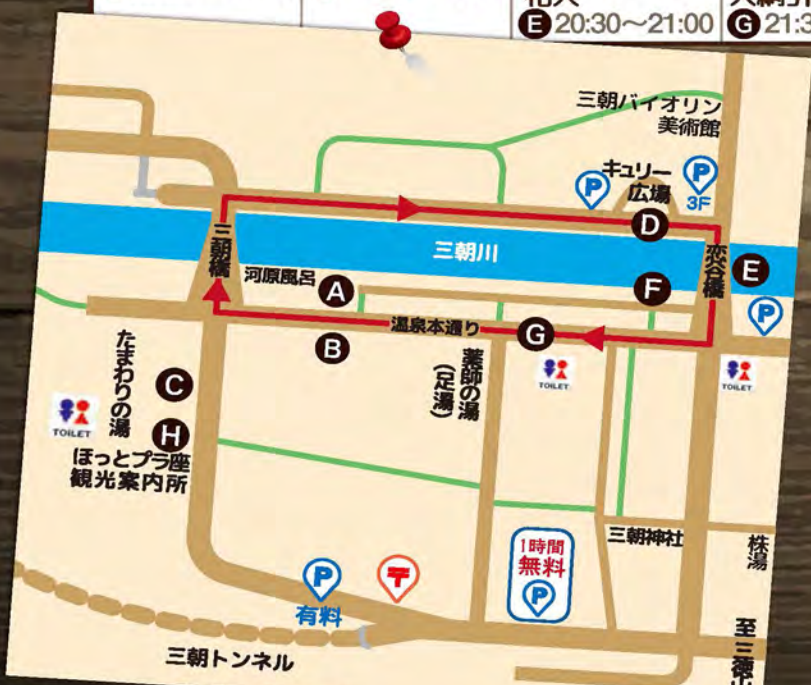 E 20:30～21:00
G 21:3
三朝バイオリン
美術館
キュリー
広場
P
P
3F
D
三朝橋
三朝川
恋谷橋
E
河原風呂
A
F
P
温泉本通り
B
G
たまわりの湯
C
薬師の湯
(足湯)
TOILET
TOILET
TOILET
H
ほっとプラ座
観光案内所
1時間
無料
P
三朝神社
株湯
P
有料
〒
三朝トンネル
至三徳山